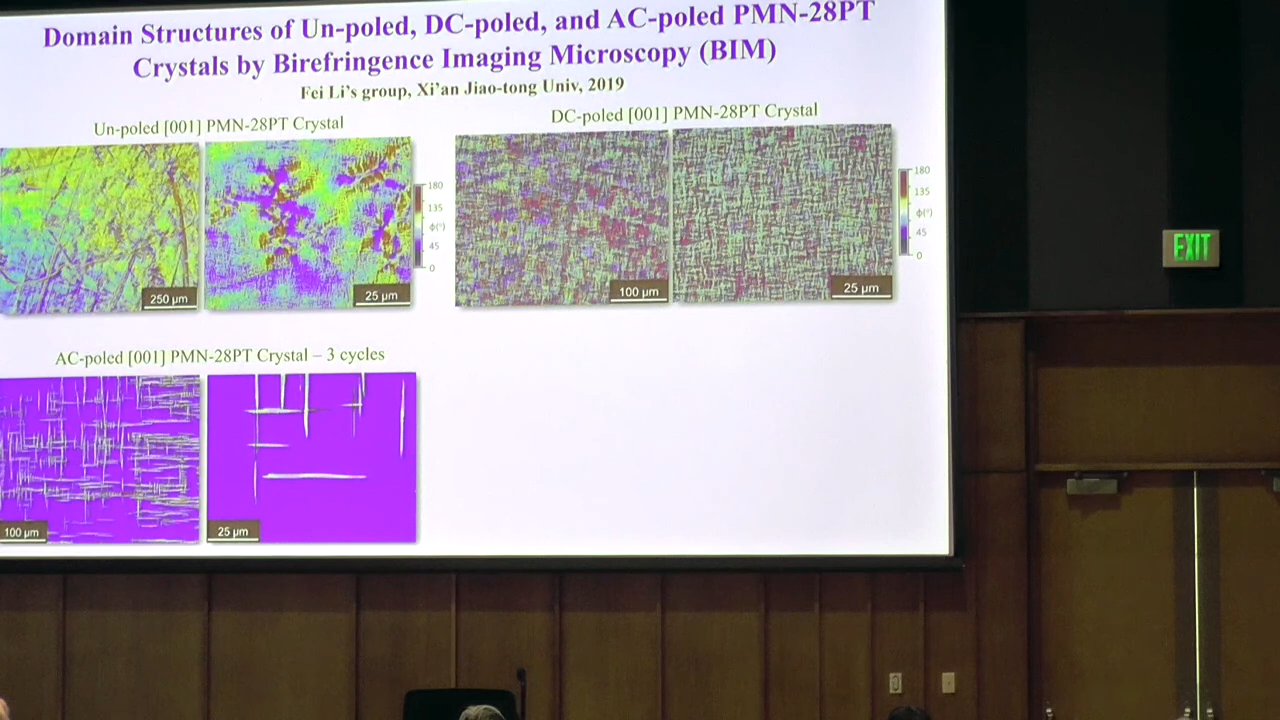 Domain Structures of Un-poled, DC-poled, and AC-poled PMN-28PT
Crystals by Birefringence Imaging Microscopy (BIM)
Fei Li's group, Xi'an Jiao-tong Univ, 2019
Un-poled [001] PMN-28PT Crystal
DC-poled [001] PMN-28PT Crystal
250 μm
25 μm
180
135
ϕ(°)
45
0
100 μm
25 μm
180
135
ϕ(°)
45
0
EXIT
AC-poled [001] PMN-28PT Crystal – 3 cycles
100 μm
25 μm